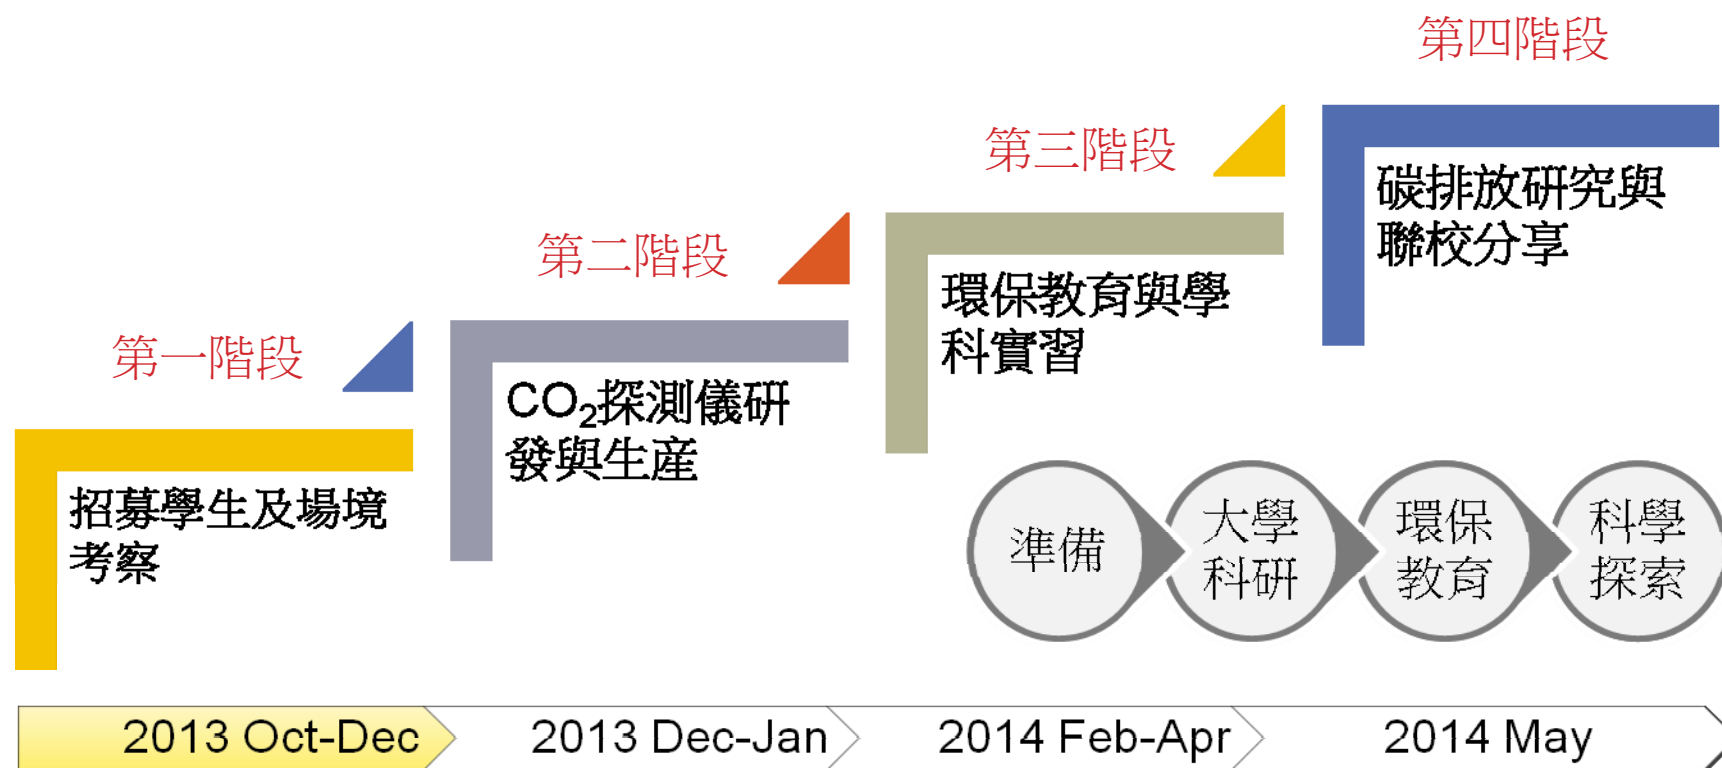 第四階段
第三階段
碳排放研究與
聯校分享
第二階段
環保教育與學
科實習
第一階段
CO₂探測儀研
發與生産
招募學生及場境
考察
準備
大學
科研
環保
教育
科學
探索
2013 Oct-Dec
2013 Dec-Jan
2014 Feb-Apr
2014 May